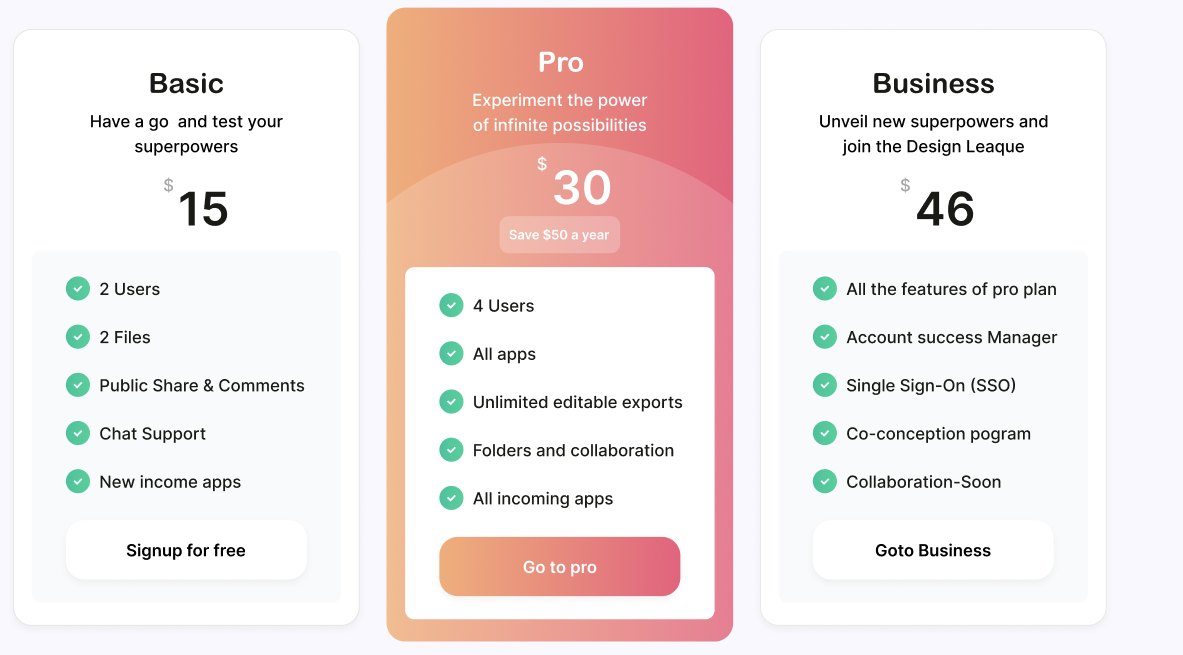 Basic
Have a go  and test your
superpowers
$
15
2 Users
2 Files
Public Share & Comments
Chat Support
New income apps
Signup for free
Pro
Experiment the power
of infinite possibilities
$
30
Save $50 a year
4 Users
All apps
Unlimited editable exports
Folders and collaboration
All incoming apps
Go to pro
Business
Unveil new superpowers and
join the Design Leaque
$
46
All the features of pro plan
Account success Manager
Single Sign-On (SSO)
Co-conception pogram
Collaboration-Soon
Goto Business